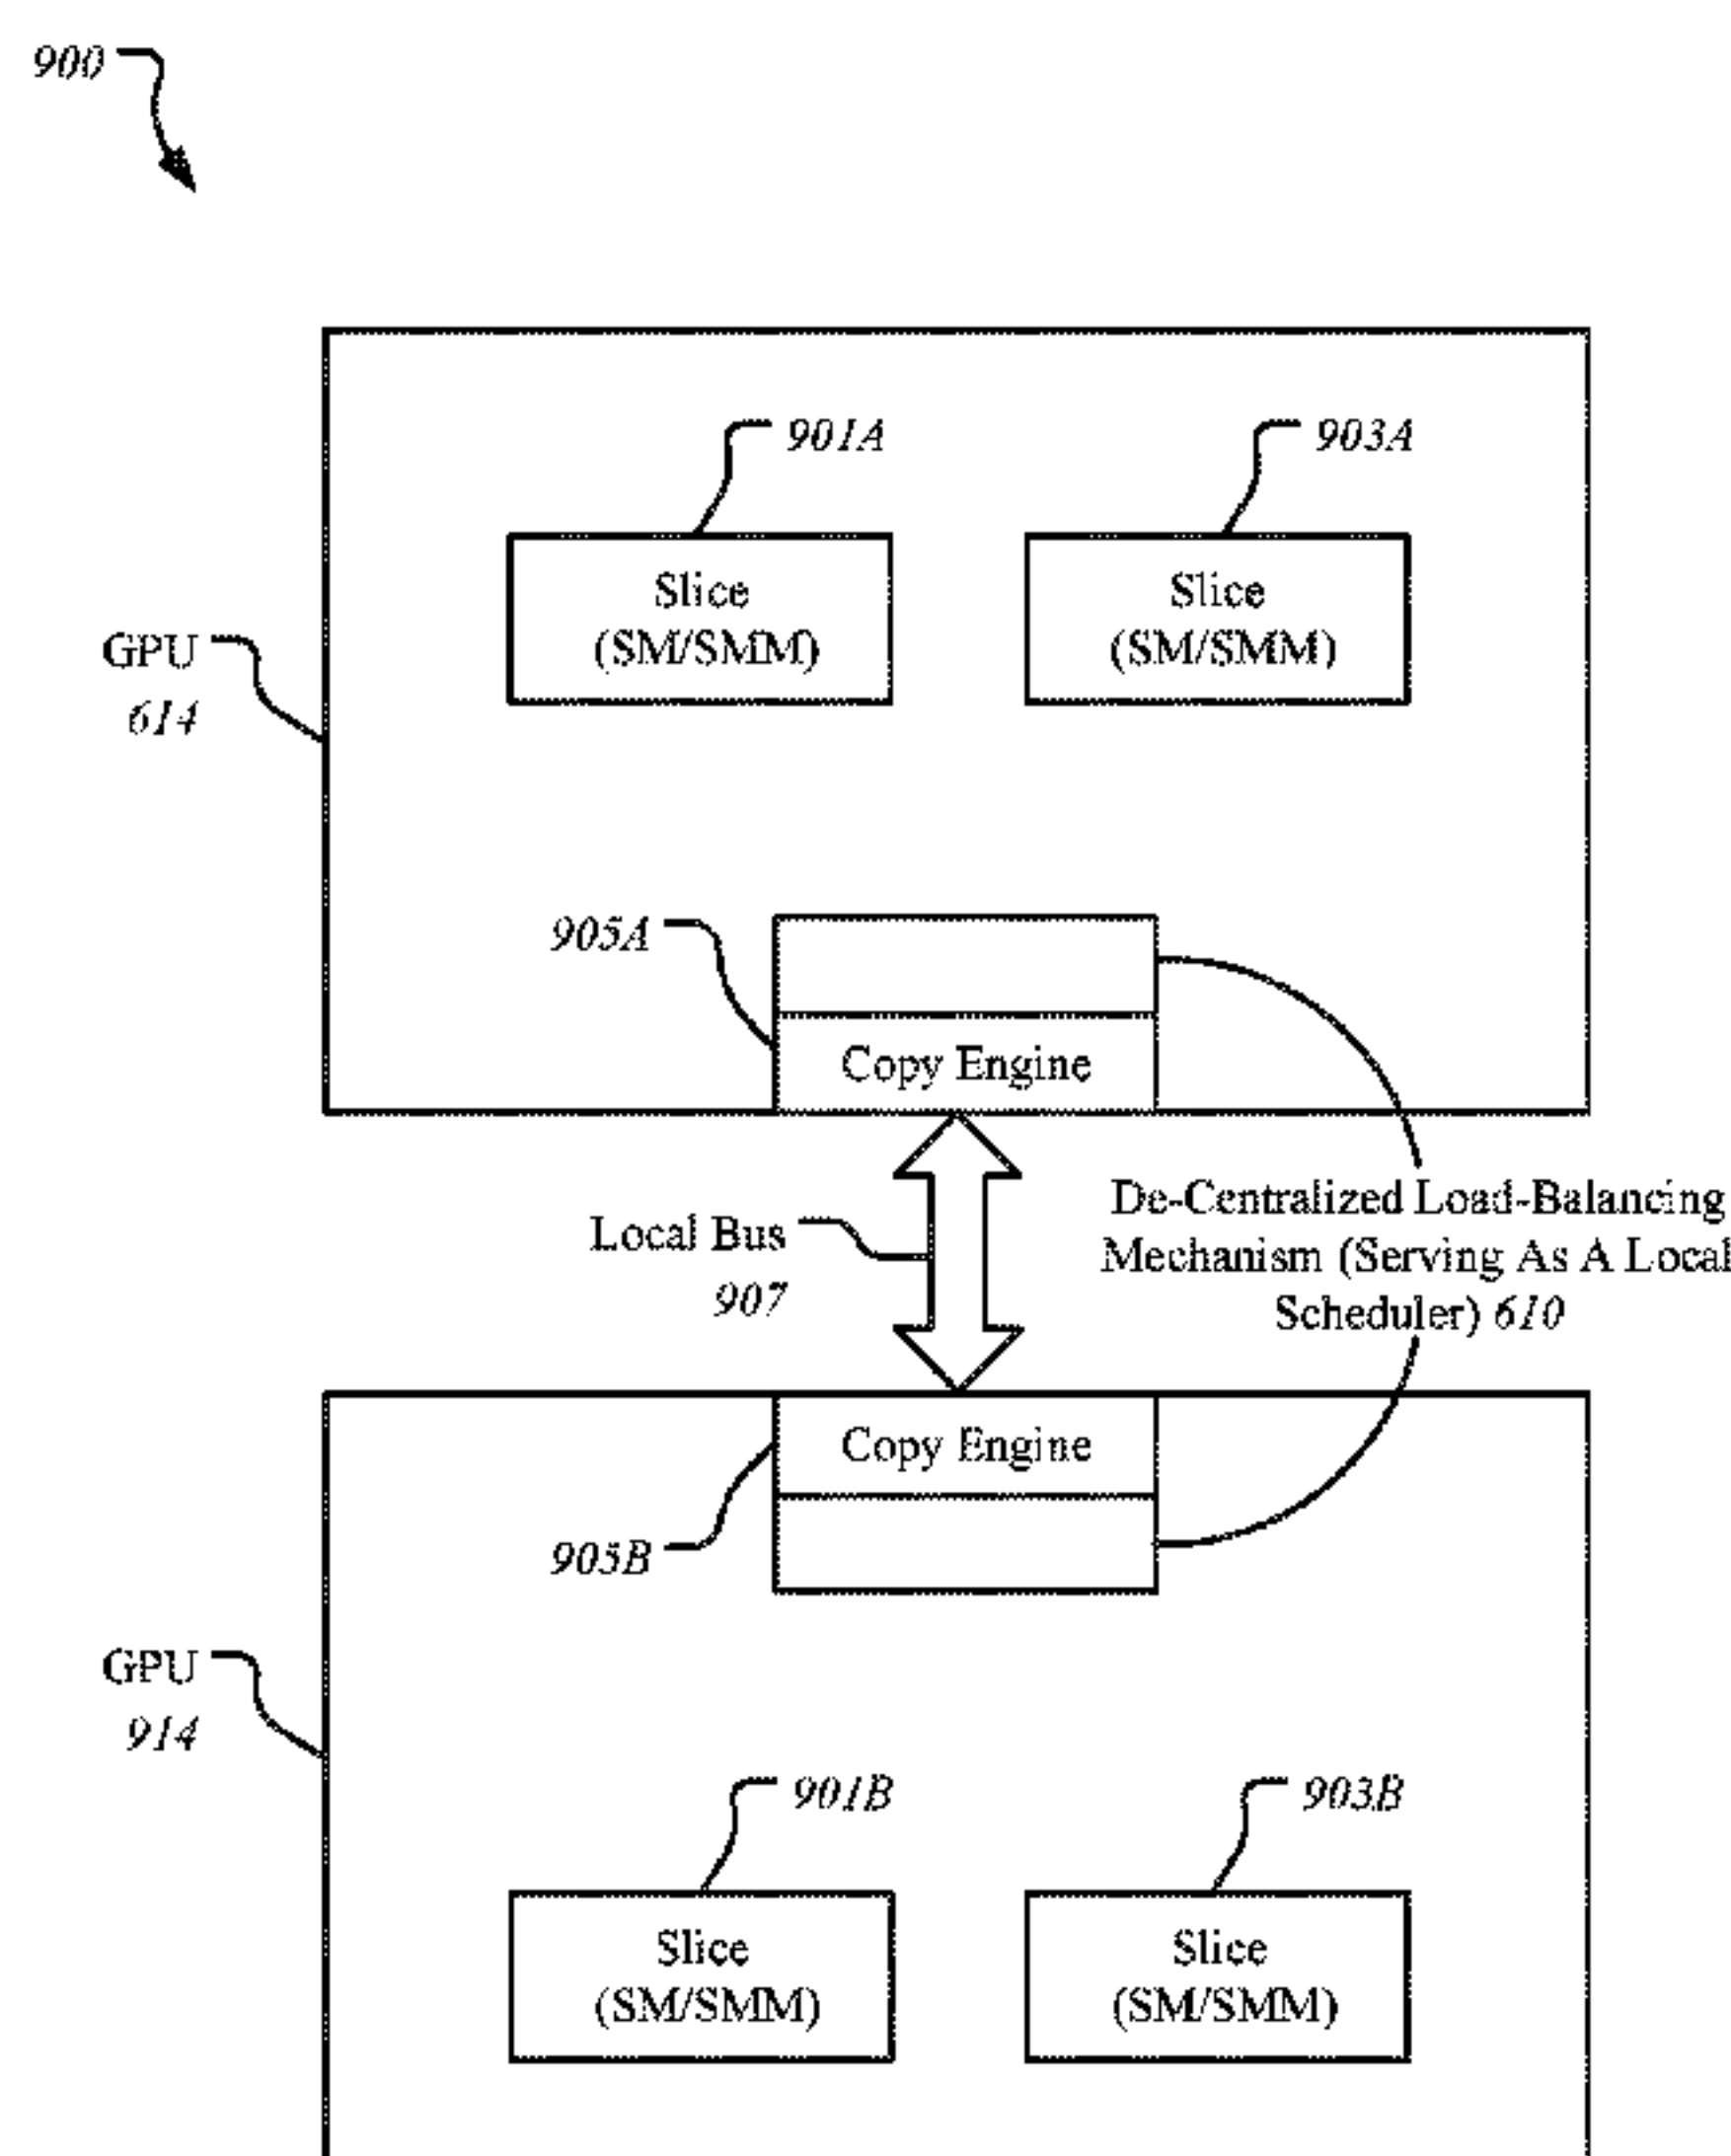 900
901A
903A
Slice
(SM/SMM)
Slice
(SM/SMM)
GPU
614
905A
Copy Engine
De-Centralized Load-Balancing
Mechanism (Serving As A Local
Scheduler) 610
Local Bus
907
Copy Engine
905B
GPU
914
901B
903B
Slice
(SM/SMM)
Slice
(SM/SMM)